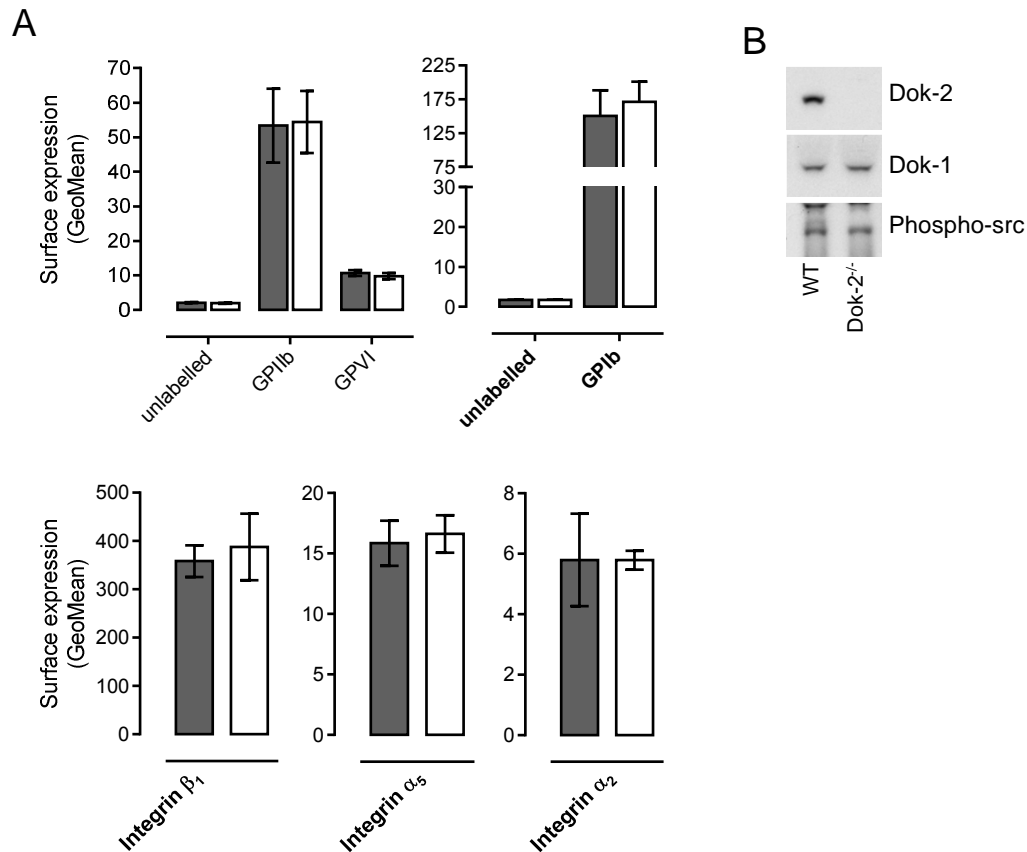 A
Surface expression
(GeoMean)
70
60
50
40
30
20
10
0
unlabelled
GPIIb
GPVI
225
175
125
75
30
20
10
0
unlabelled
GPIb
B
Dok-2
Dok-1
Phospho-src
WT
Dok-2-/-
Surface expression
(GeoMean)
500
400
300
200
100
0
Integrin β1
20
15
10
5
0
Integrin α5
8
6
4
2
0
Integrin α2